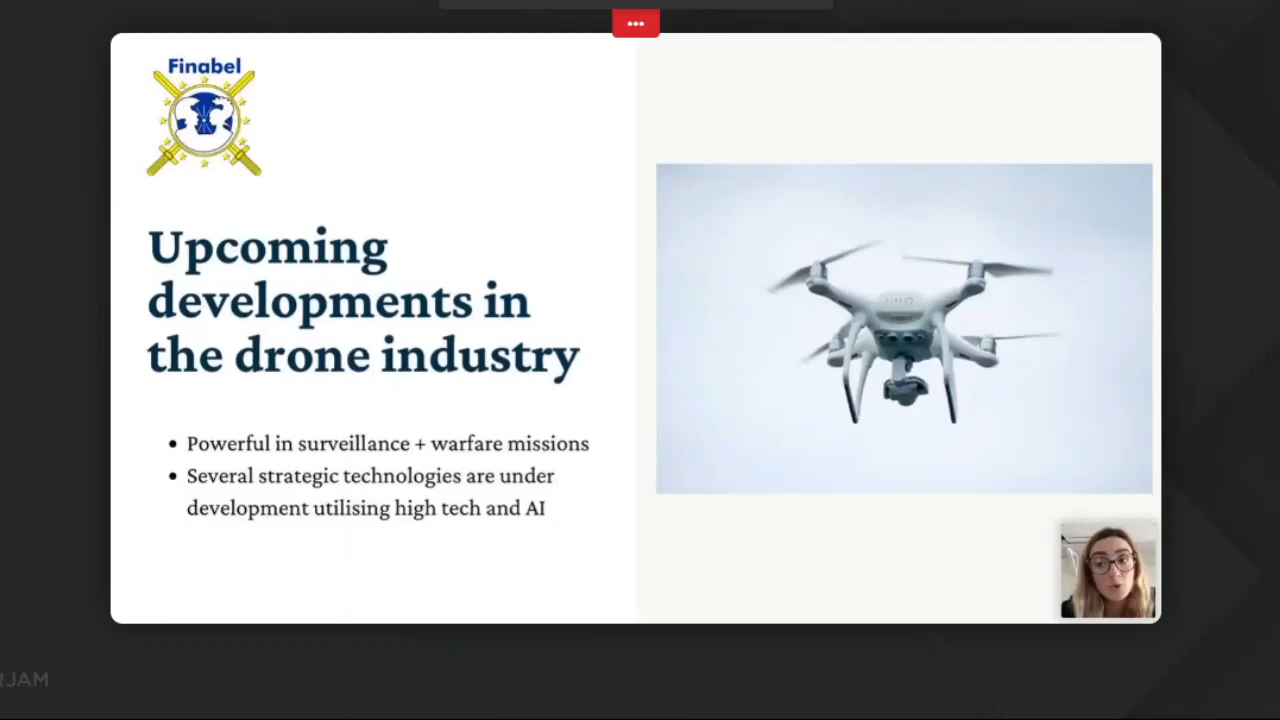 Finabel
Upcoming
developments in
the drone industry
• Powerful in surveillance + warfare missions
• Several strategic technologies are under
development utilising high tech and AI
JAM